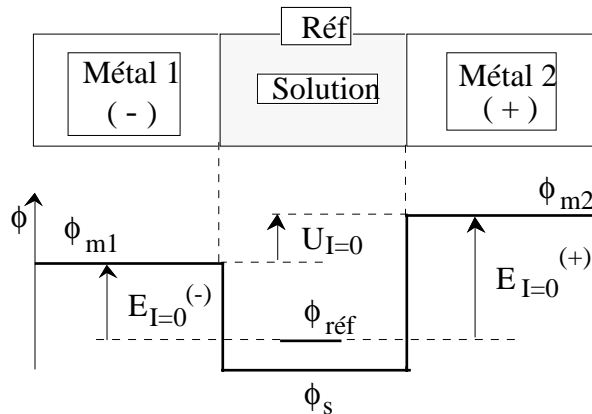 Réf
Métal 1
( - )
Solution
Métal 2
( + )
ϕ
ϕm1
UI=0
ϕm2
EI=0(-)
ϕréf
EI=0(+)
ϕs